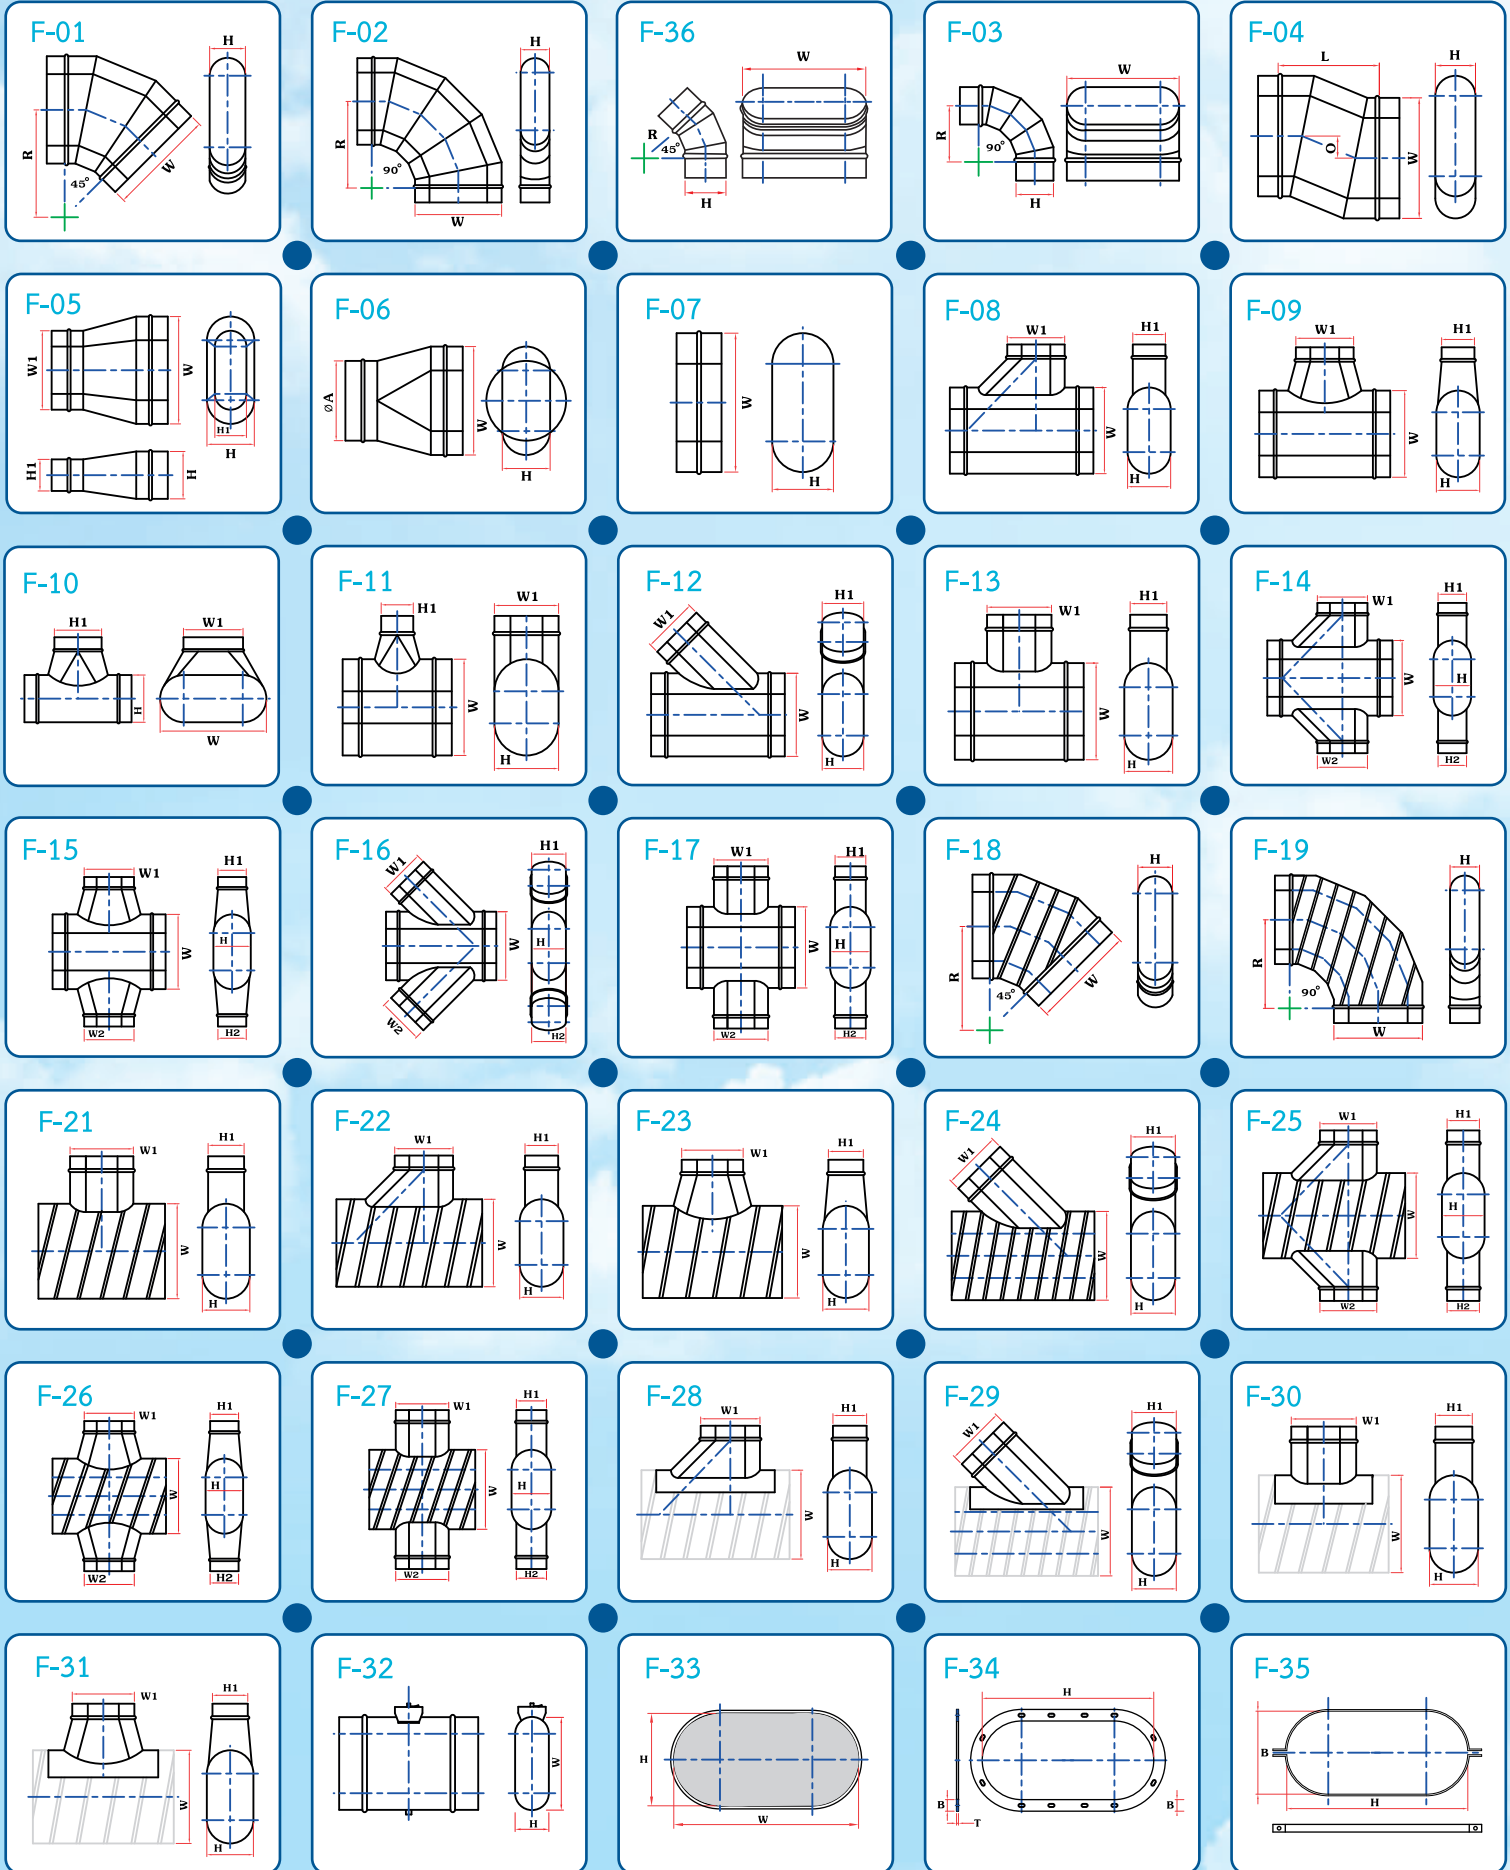 F-01
H
R
45°
W
F-02
H
R
90°
W
F-36
W
R
45°
H
F-03
W
R
90°
H
F-04
L
H
O
W
F-05
W1
W
H1
H
H1
H
F-06
ØA
W
H
F-07
W
H
F-08
W1
H1
W
H
F-09
W1
H1
W
H
F-10
H1
W1
H
W
F-11
H1
W1
W
H
F-12
W1
H1
W
H
F-13
W1
H1
W
H
F-14
W1
H1
W
H
W2
H2
F-15
W1
H1
W
H
W2
H2
F-16
W1
H1
W
H
W2
H2
F-17
W1
H1
W
H
W2
H2
F-18
H
R
45°
W
F-19
H
R
90°
W
F-21
W1
H1
W
H
F-22
W1
H1
W
H
F-23
W1
H1
W
H
F-24
W1
H1
W
H
F-25
W1
H1
W
H
W2
H2
F-26
W1
H1
W
H
W2
H2
F-27
W1
H1
W
H
W2
H2
F-28
W1
H1
W
H
F-29
W1
H1
W
H
F-30
W1
H1
W
H
F-31
W1
H1
W
H
F-32
W
H
F-33
H
W
F-34
H
B
T
B
F-35
B
H